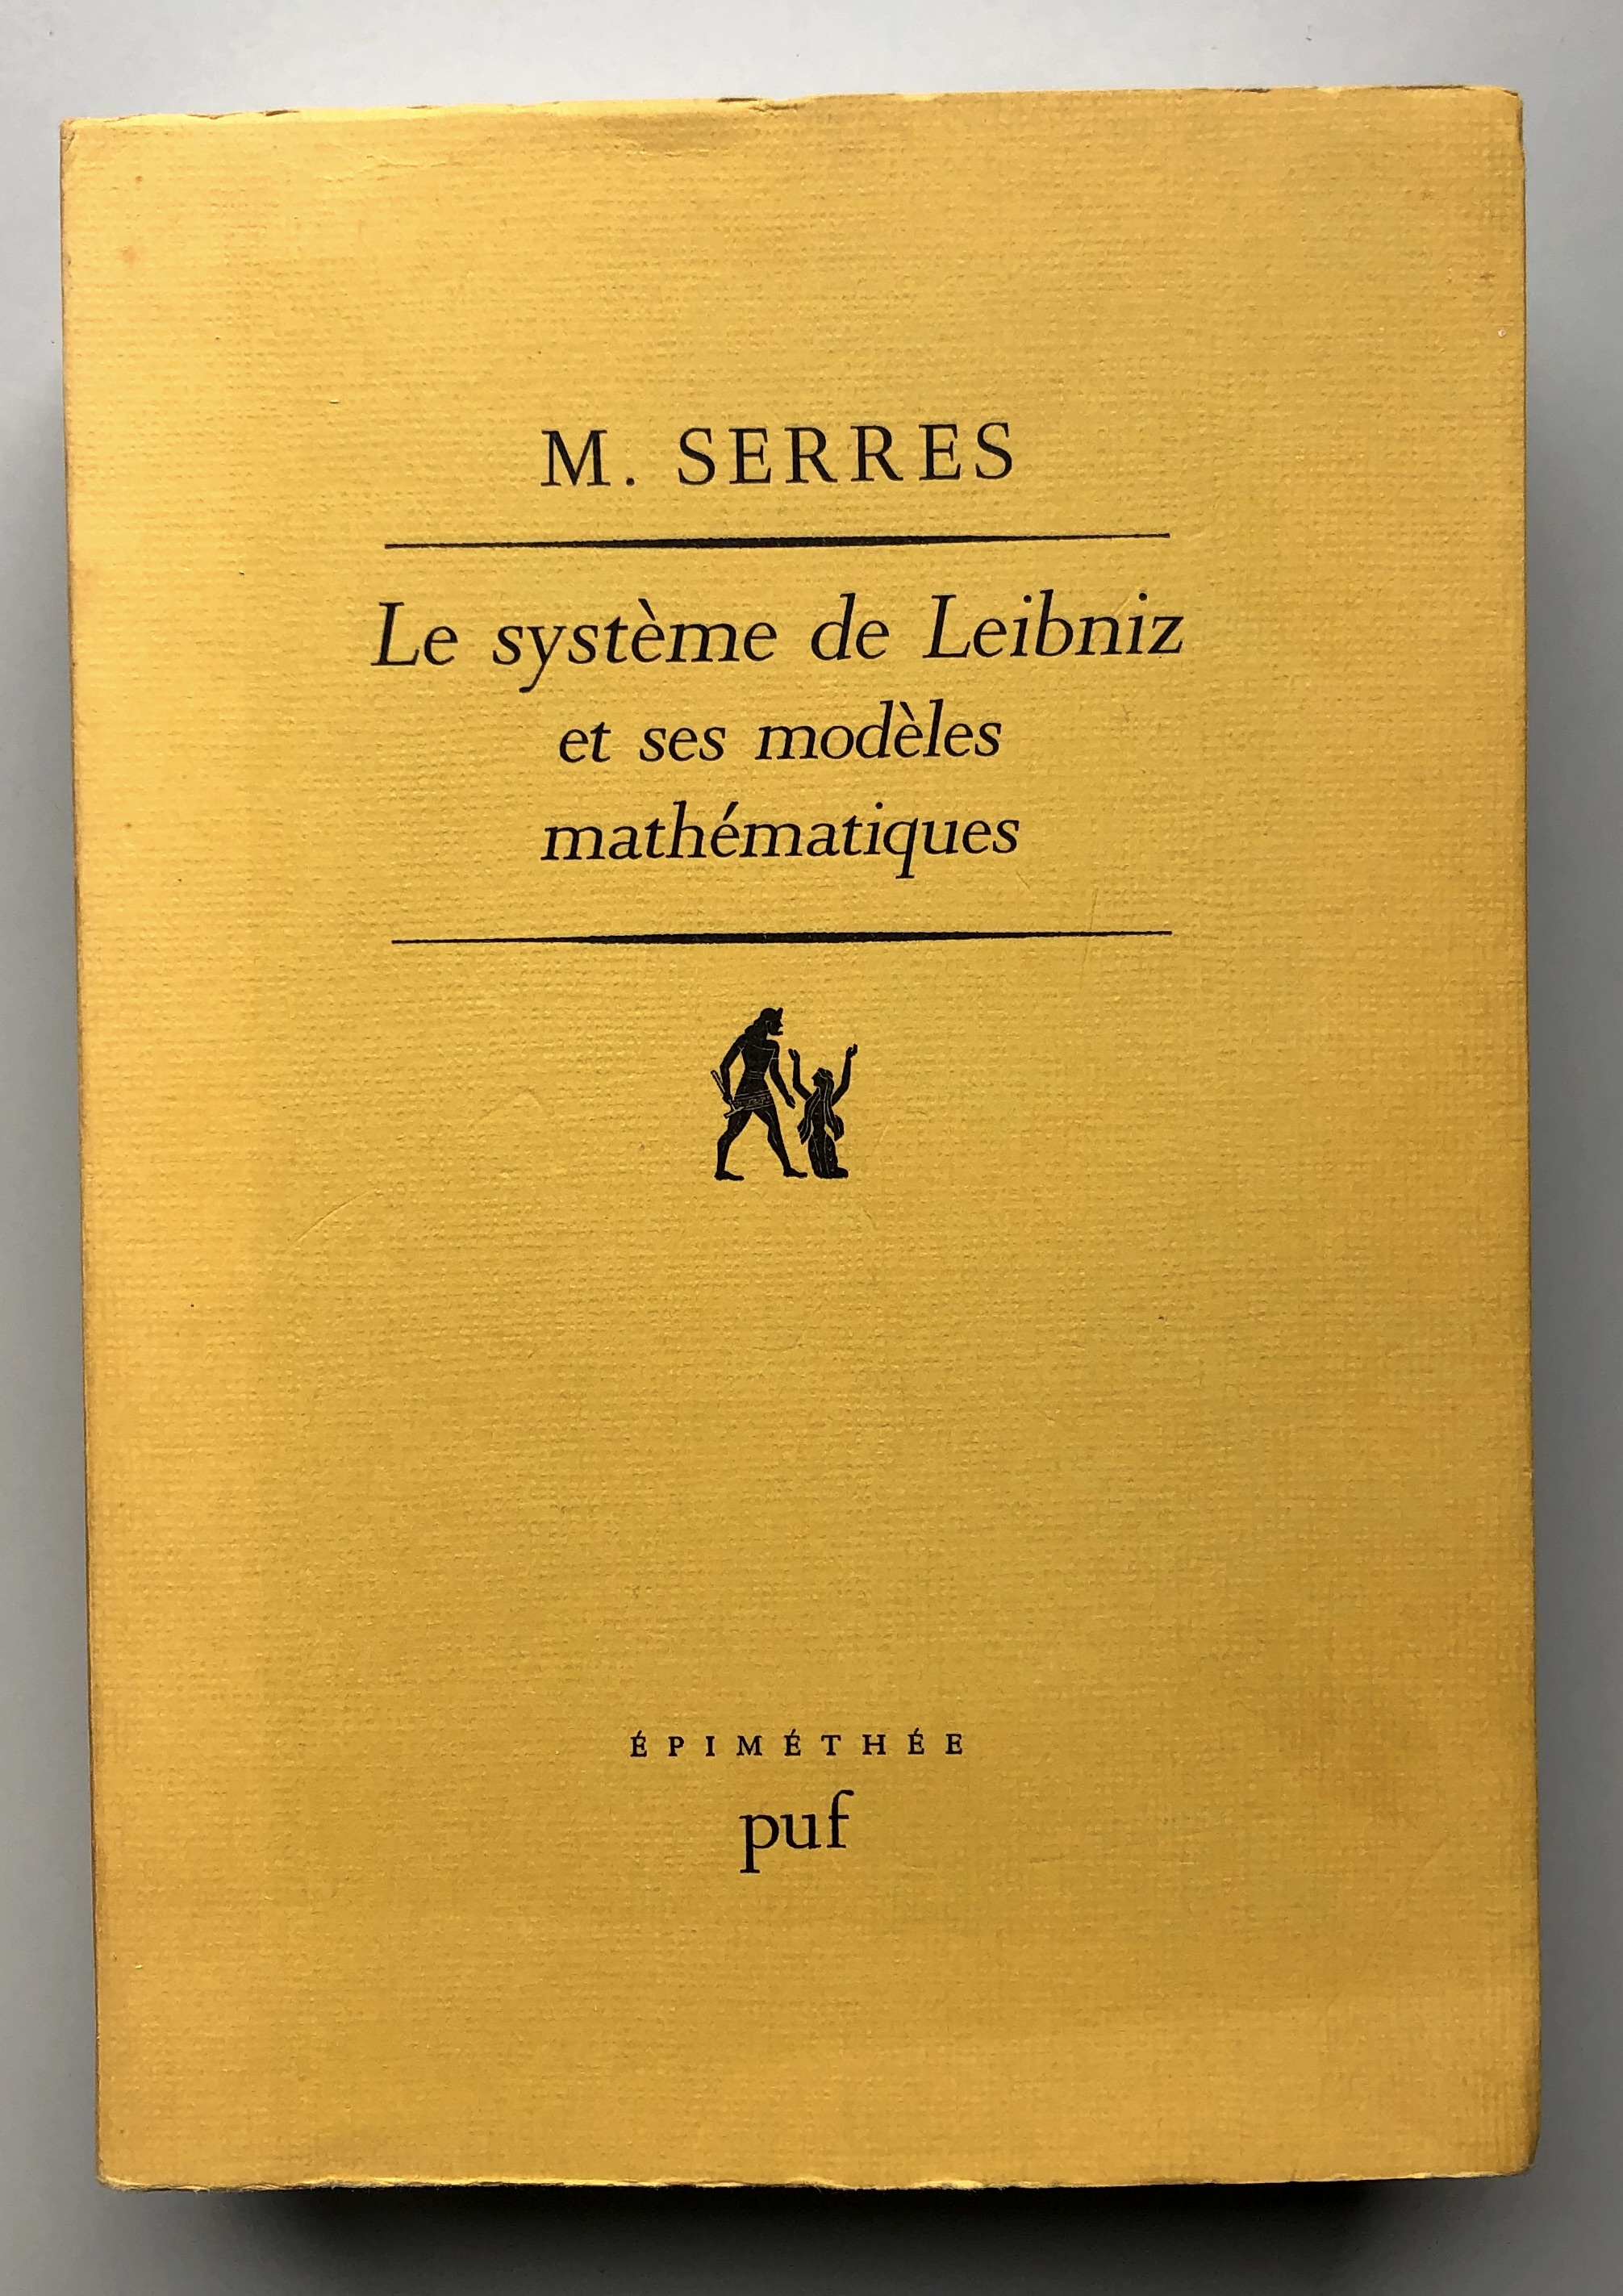 M. SERRES
Le système de Leibniz
et ses modèles
mathématiques
ÉPIMÉTHÉE
puf